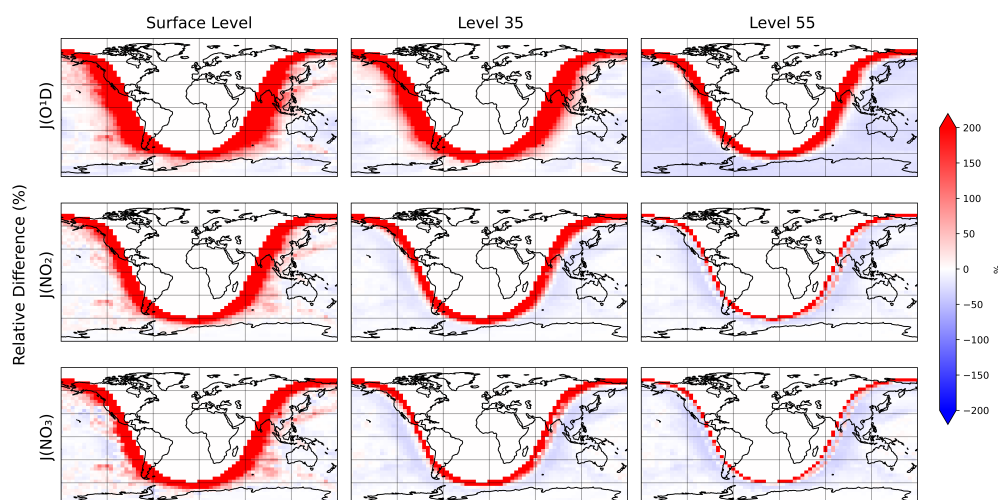 Surface Level
Level 35
Level 55
J(O¹D)
J(NO₂)
J(NO₃)
Relative Difference (%)
200
150
100
50
0
−50
−100
−150
−200
%